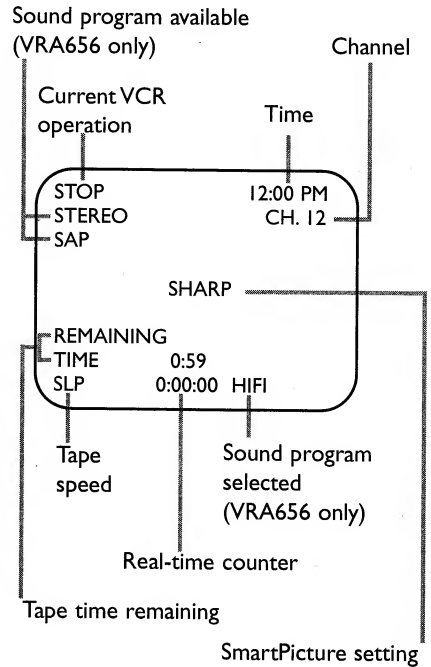 Sound program available
(VRA656 only)
Channel
Current VCR
operation
Time
STOP 12:00 PM
STEREO CH. 12
SAP
SHARP
REMAINING
TIME 0:59
SLP 0:00:00 HIFI
Tape
speed
Sound program
selected
(VRA656 only)
Real-time counter
Tape time remaining
SmartPicture setting